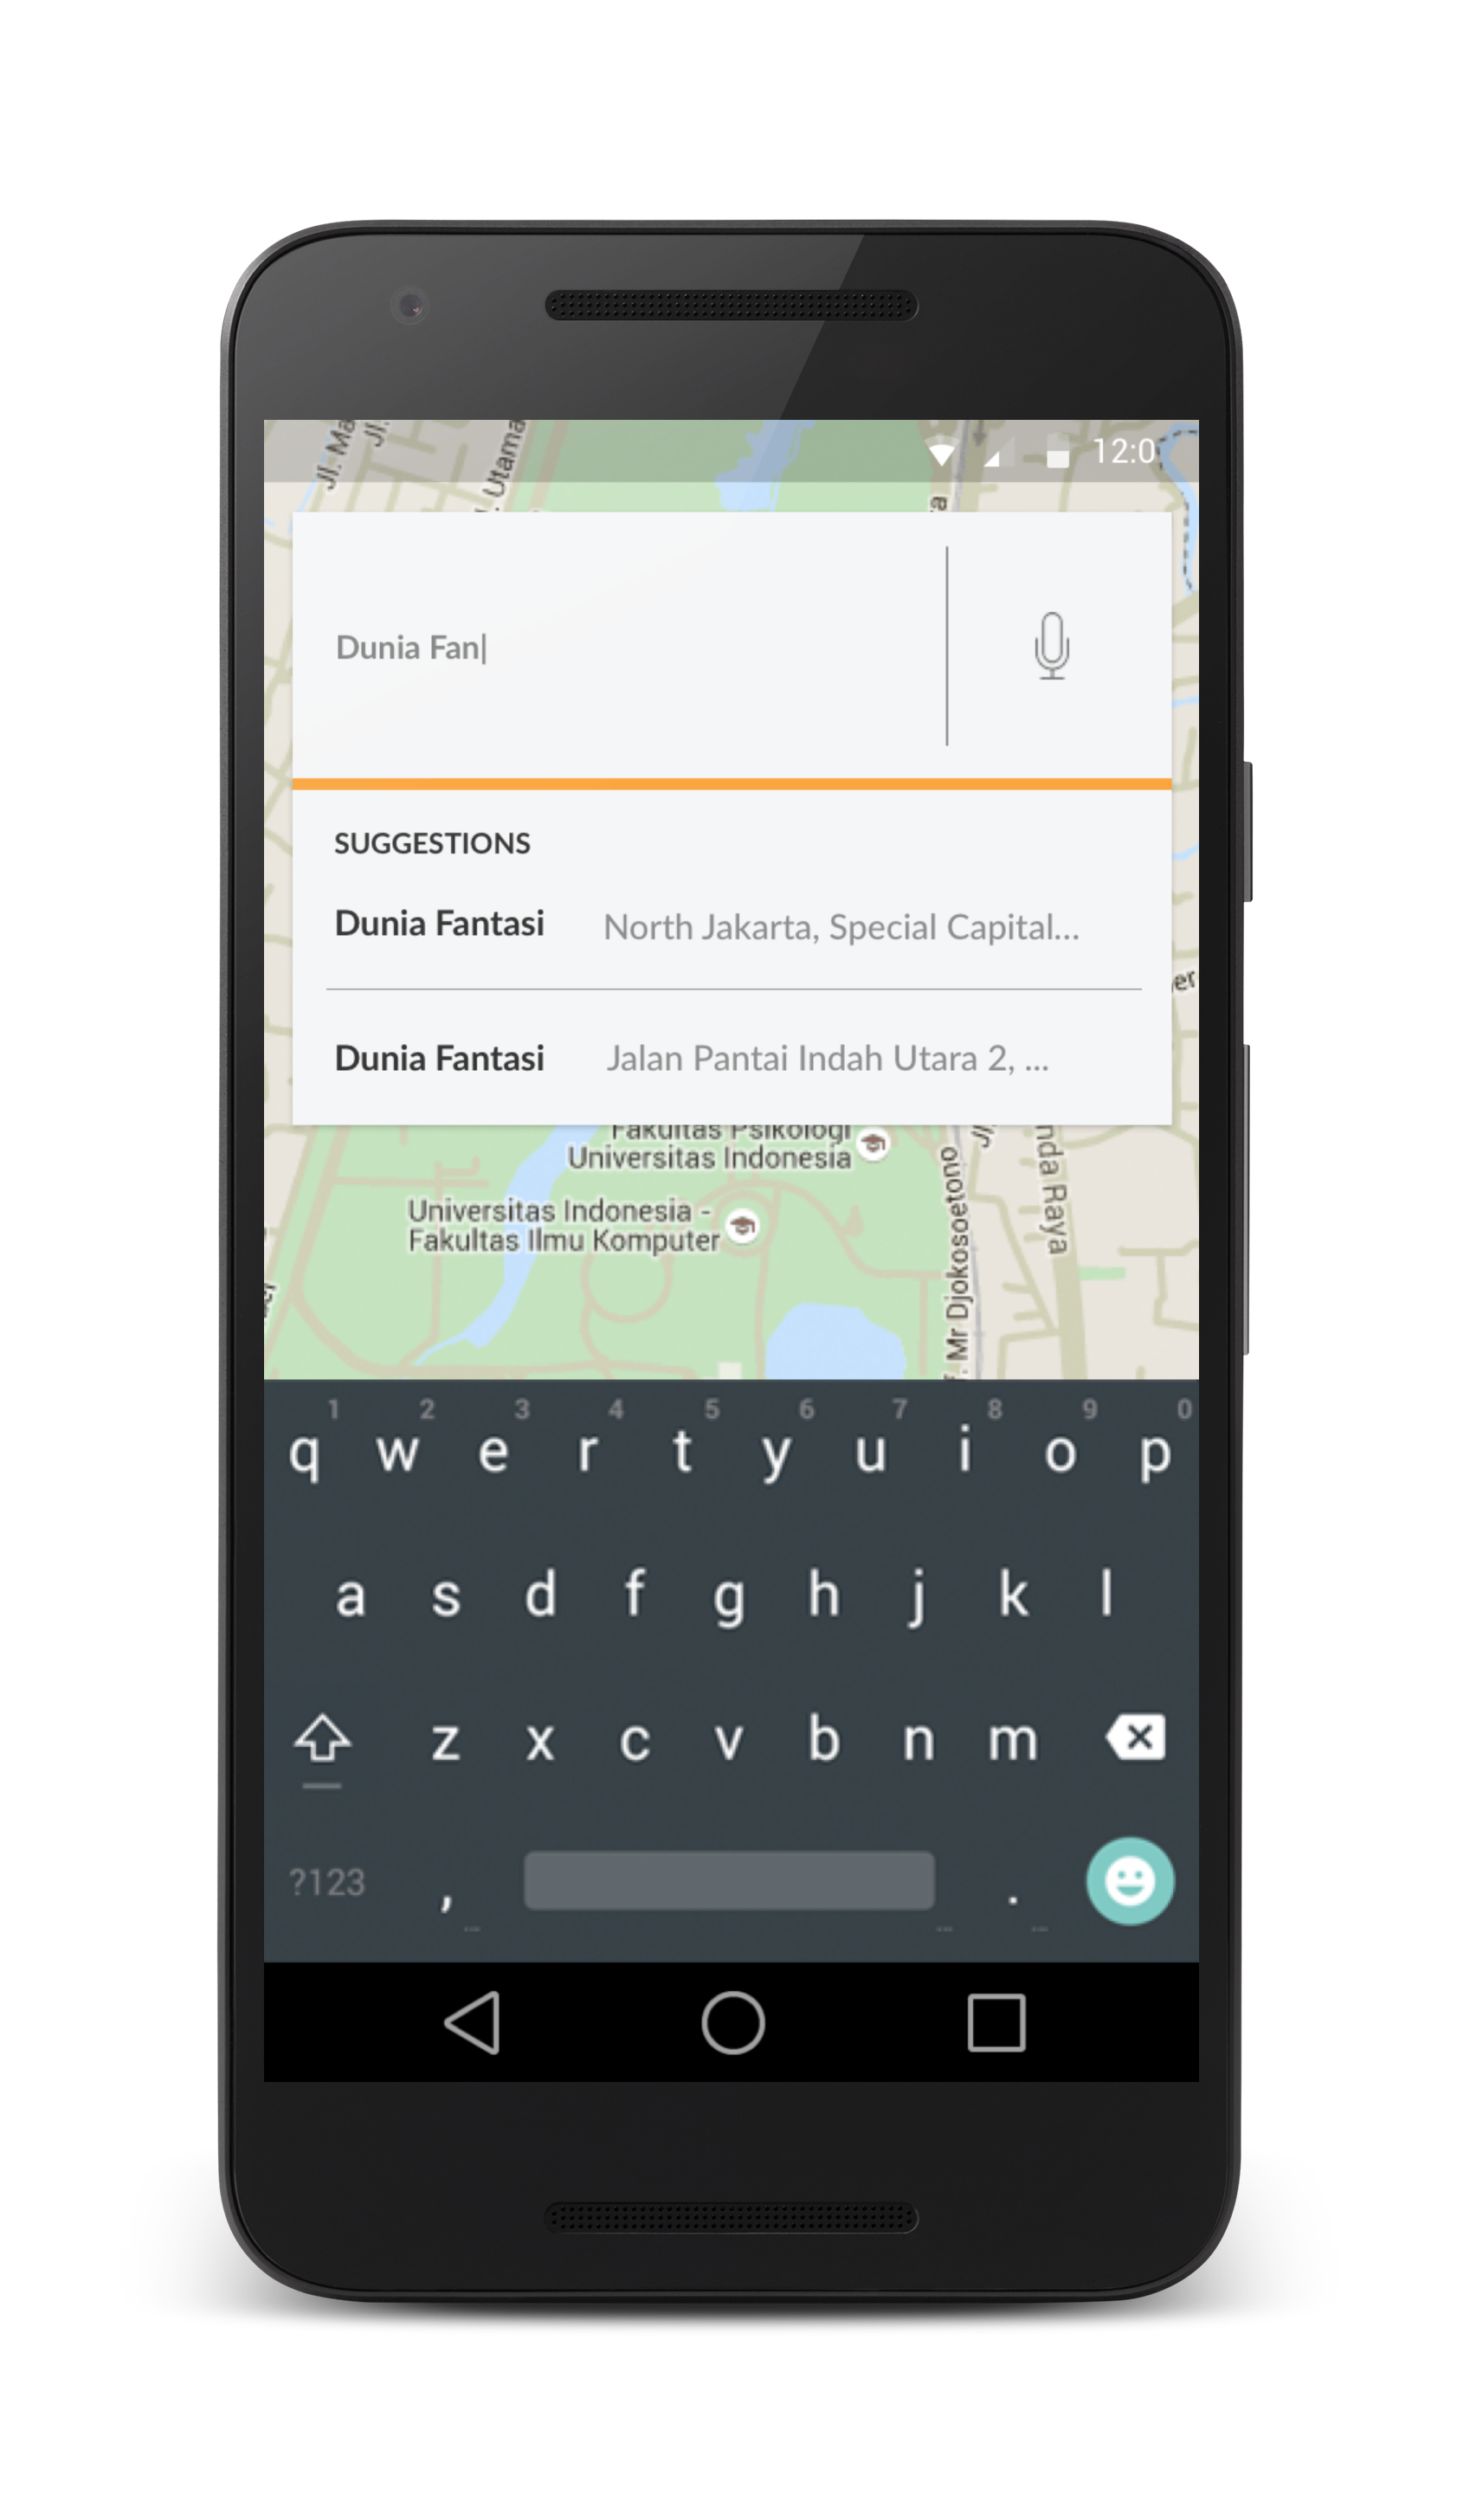 Jl. Ma
Jl.
. Utama
12:0
a
Dunia Fan
SUGGESTIONS
Dunia Fantasi North Jakarta, Special Capital...
Dunia Fantasi Jalan Pantai Indah Utara 2, ...
er
Fakultas Psikologi
Universitas Indonesia
Universitas Indonesia -
Fakultas Ilmu Komputer
Mr Djokosoetono
Jl
nda Raya
1 2 3 4 5 6 7 8 9 0
q w e r t y u i o p
a s d f g h j k l
z x c v b n m
?123 , .